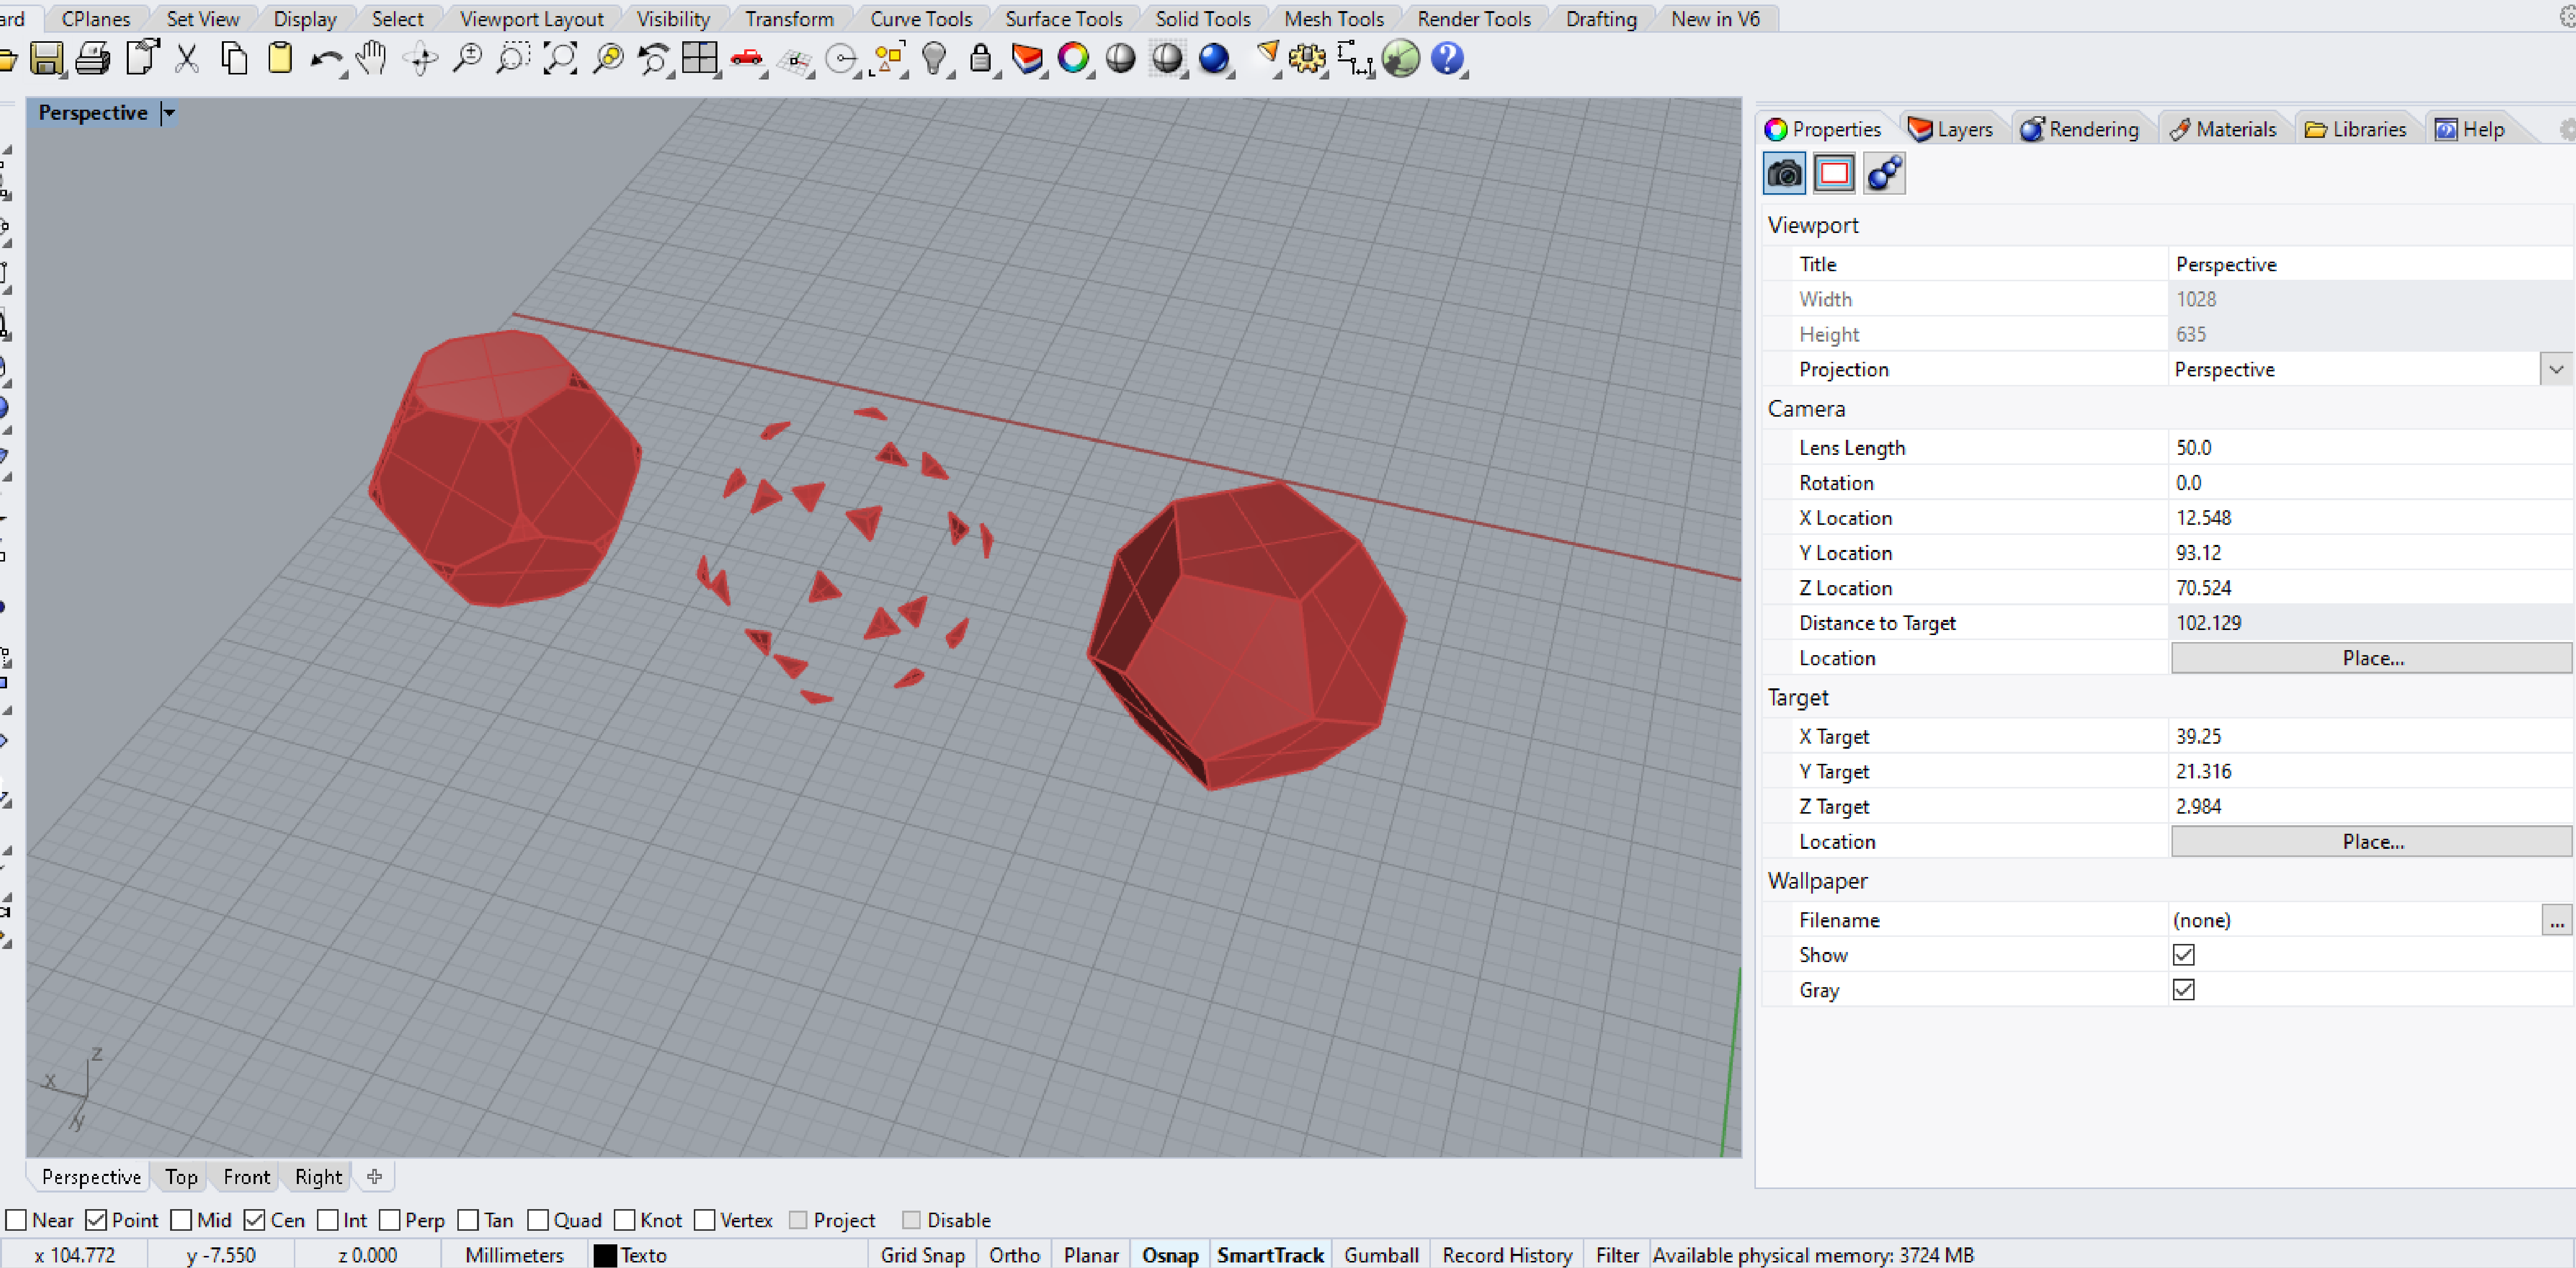 ard CPlanes Set View Display Select Viewport Layout Visibility Transform Curve Tools Surface Tools Solid Tools Mesh Tools Render Tools Drafting New in V6
Perspective
Properties Layers Rendering Materials Libraries Help
Viewport
Title Perspective
Width 1028
Height 635
Projection Perspective
Camera
Lens Length 50.0
Rotation 0.0
X Location 12.548
Y Location 93.12
Z Location 70.524
Distance to Target 102.129
Location Place...
Target
X Target 39.25
Y Target 21.316
Z Target 2.984
Location Place...
Wallpaper
Filename (none) ...
Show
Gray
z
x
y
Perspective Top Front Right
Near Point Mid Cen Int Perp Tan Quad Knot Vertex Project Disable
x 104.772 y -7.550 z 0.000 Millimeters Texto Grid Snap Ortho Planar Osnap SmartTrack Gumball Record History Filter Available physical memory: 3724 MB